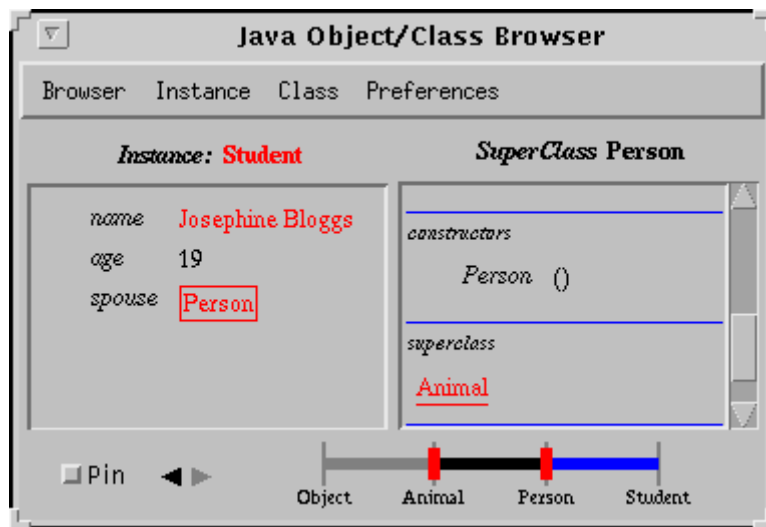 Java Object/Class Browser
Browser Instance Class Preferences
Instance: Student
SuperClass Person
name Josephine Bloggs
age 19
spouse Person
constructors
Person ()
superclass
Animal
Pin
Object Animal Person Student